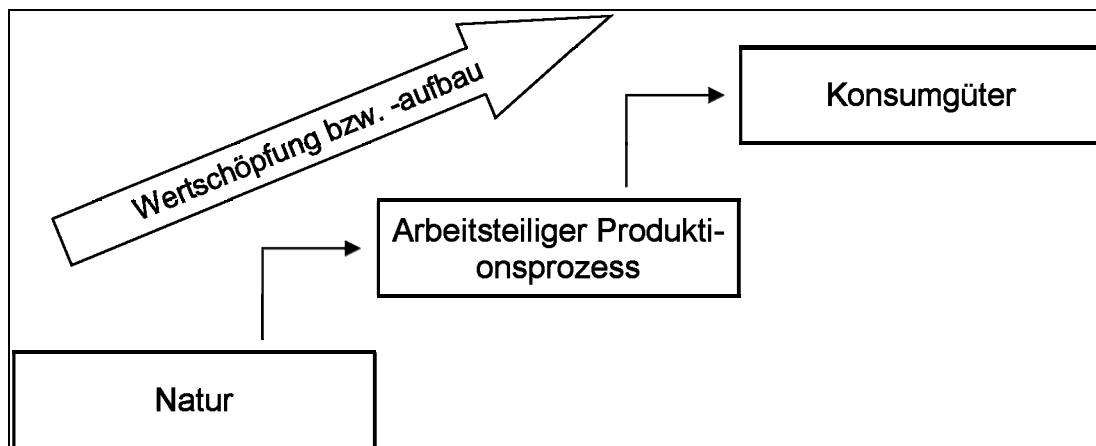 Wertschöpfung bzw. -aufbau
Konsumgüter
Arbeitsteiliger Produkti-
onsprozess
Natur